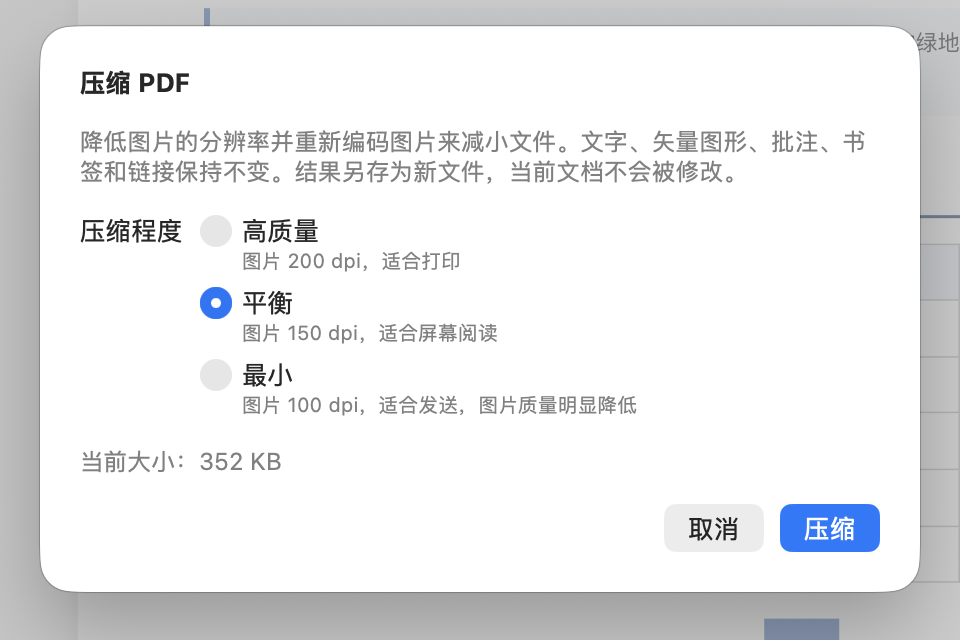 绿地
压缩 PDF
降低图片的分辨率并重新编码图片来减小文件。文字、矢量图形、批注、书
签和链接保持不变。结果另存为新文件，当前文档不会被修改。
压缩程度 高质量
图片 200 dpi，适合打印
平衡
图片 150 dpi，适合屏幕阅读
最小
图片 100 dpi，适合发送，图片质量明显降低
当前大小：352 KB
取消 压缩